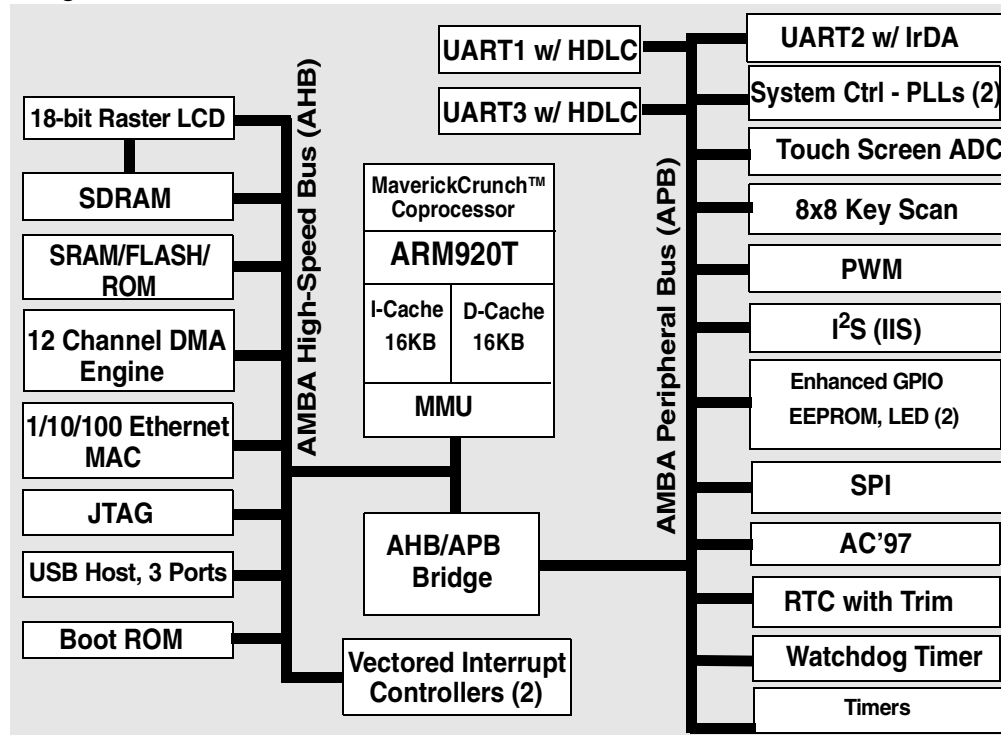 18-bit Raster LCD
SDRAM
SRAM/FLASH/
ROM
12 Channel DMA
Engine
1/10/100 Ethernet
MAC
JTAG
USB Host, 3 Ports
Boot ROM
AMBA High-Speed Bus (AHB)
MaverickCrunch™
Coprocessor
ARM920T
I-Cache
16KB
D-Cache
16KB
MMU
AHB/APB
Bridge
Vectored Interrupt
Controllers (2)
UART1 w/ HDLC
UART3 w/ HDLC
AMBA Peripheral Bus (APB)
UART2 w/ IrDA
System Ctrl - PLLs (2)
Touch Screen ADC
8x8 Key Scan
PWM
I²S (IIS)
Enhanced GPIO
EEPROM, LED (2)
SPI
AC'97
RTC with Trim
Watchdog Timer
Timers